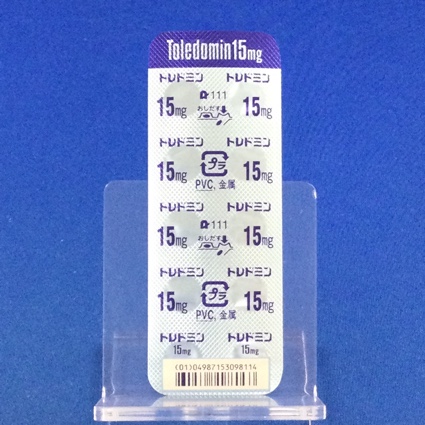 Toledomin15mg
トレドミン トレドミン
15mg 111 15mg
おしだす
トレドミン トレドミン
15mg プラ 15mg
PVC, 金属
トレドミン トレドミン
15mg 111 15mg
おしだす
トレドミン トレドミン
15mg プラ 15mg
PVC, 金属
トレドミン トレドミン
15mg 15mg
(01)04987153098114